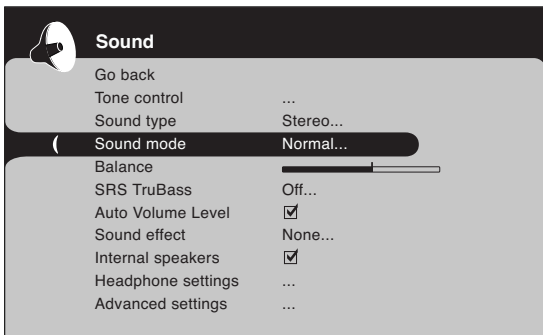 Sound
Go back
Tone control ...
Sound type Stereo...
Sound mode Normal...
Balance
SRS TruBass Off...
Auto Volume Level
Sound effect None...
Internal speakers
Headphone settings ...
Advanced settings ...